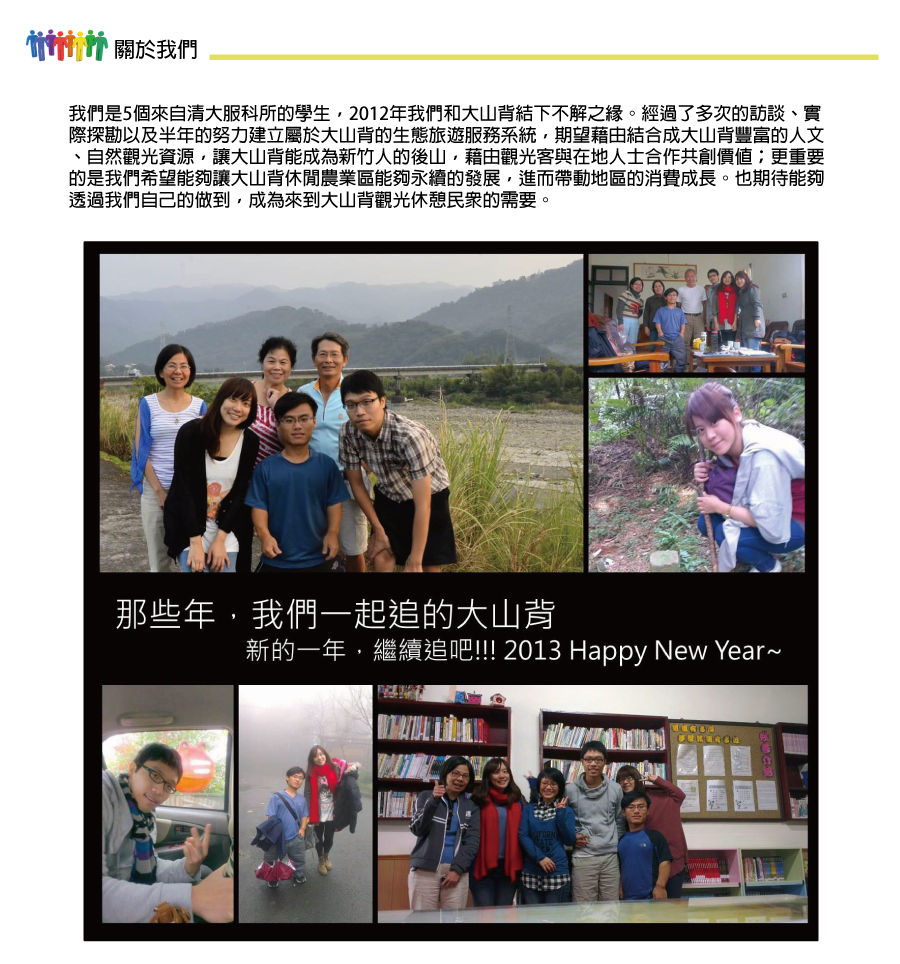 關於我們
我們是5個來自清大服科所的學生，2012年我們和大山背結下不解之緣。經過了多次的訪談、實
際探勘以及半年的努力建立屬於大山背的生態旅遊服務系統，期望藉由結合成大山背豐富的人文
、自然觀光資源，讓大山背能成為新竹人的後山，藉由觀光客與在地人士合作共創價值；更重要
的是我們希望能夠讓大山背休閒農業區能夠永續的發展，進而帶動地區的消費成長。也期待能夠
透過我們自己的做到，成為來到大山背觀光休憩民衆的需要。
那些年，我們一起追的大山背
新的一年，繼續追吧!!! 2013 Happy New Year~